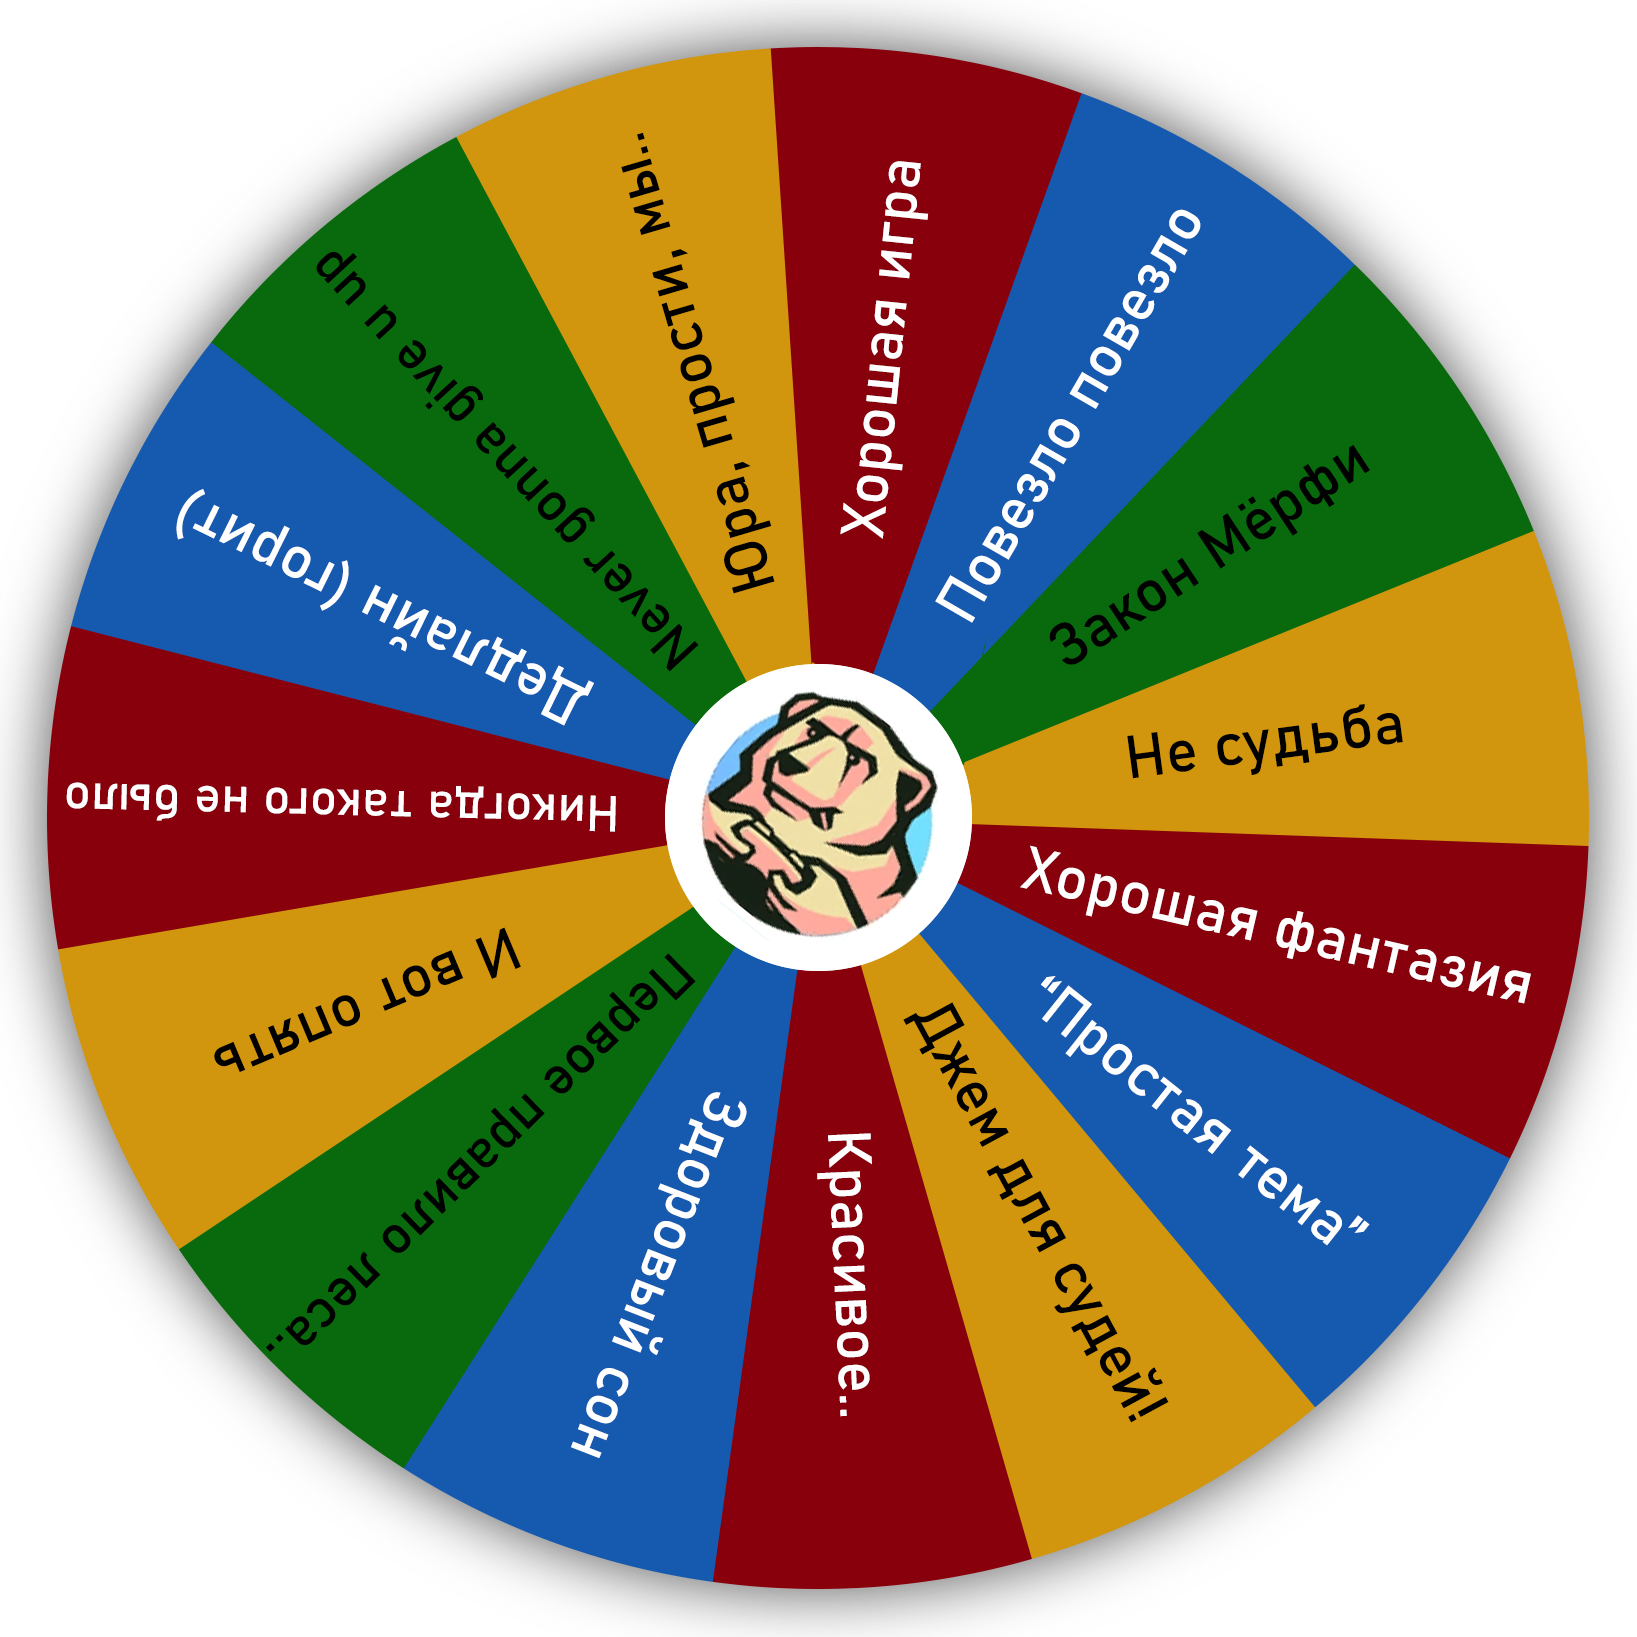 Хорошая игра
Повезло повезло
Закон Мёрфи
Не судьба
Хорошая фантазия
“Простая тема”
Джем для судей!
Красивое..
Здоровый сон
Первое правило леса..
И вот опять
Никогда такого не было
Дедлайн (горит)
Never gonna give u up
Юра, прости, мы..